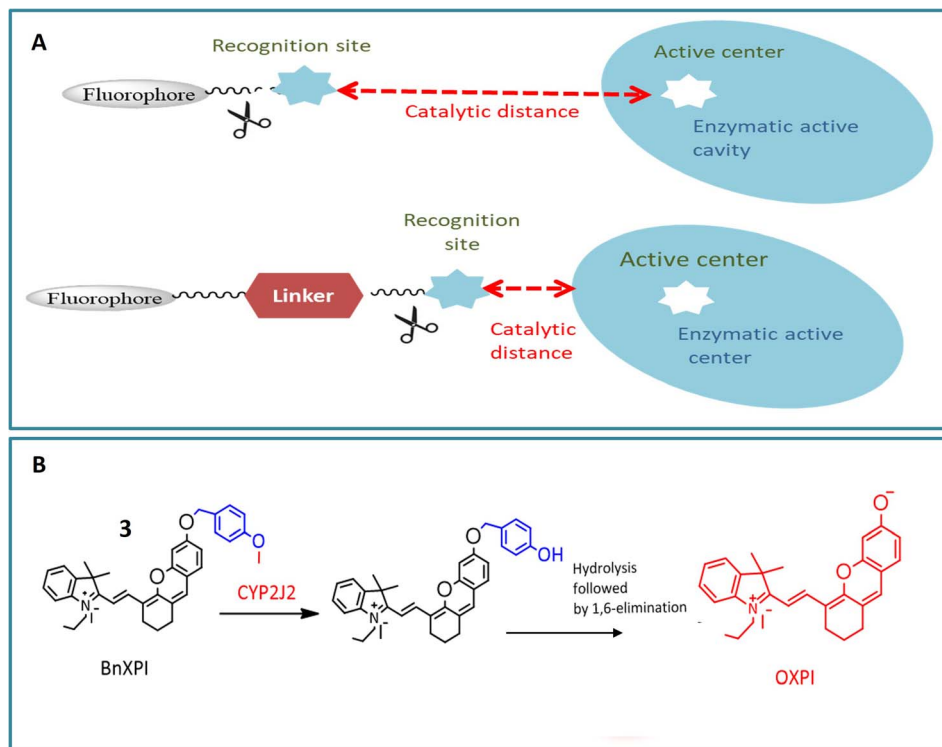 A
Recognition site
Fluorophore
Catalytic distance
Active center
Enzymatic active
cavity
Recognition
site
Fluorophore
Linker
Catalytic
distance
Active center
Enzymatic active
center
B
3
O
O
O
N+
I-
BnXPI
CYP2J2
O
OH
O
N+
I-
Hydrolysis
followed
by 1,6-elimination
O-
O
N+
I-
OXPI